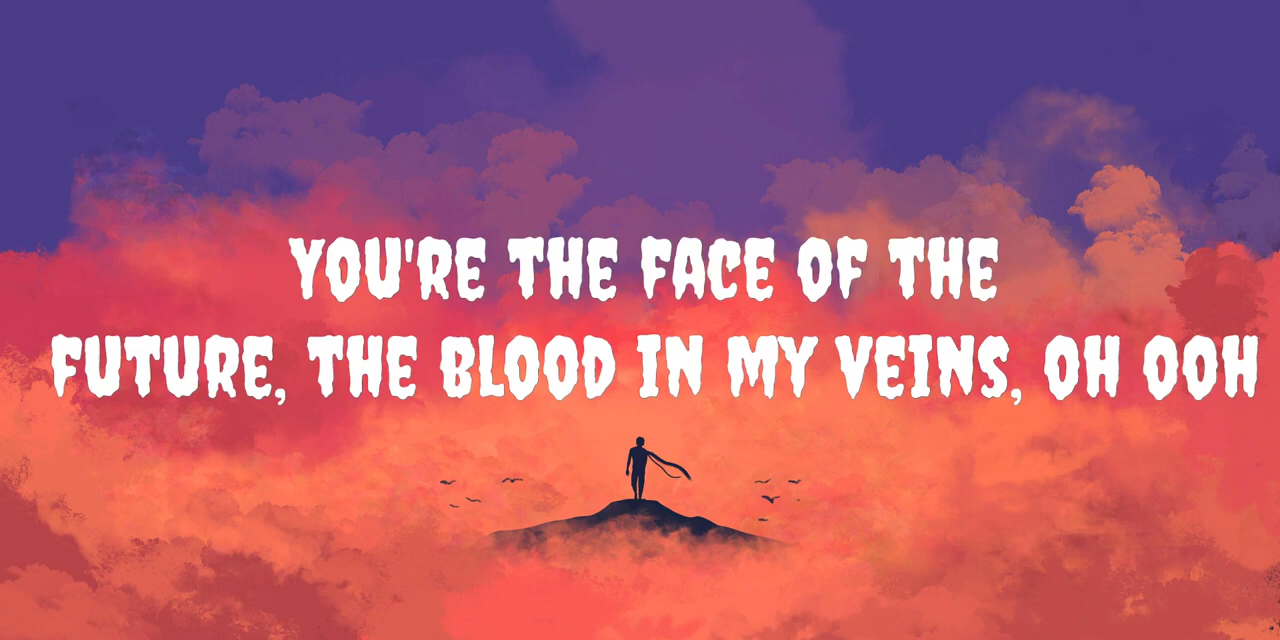 YOU'RE THE FACE OF THE
FUTURE, THE BLOOD IN MY VEINS, OH OOH